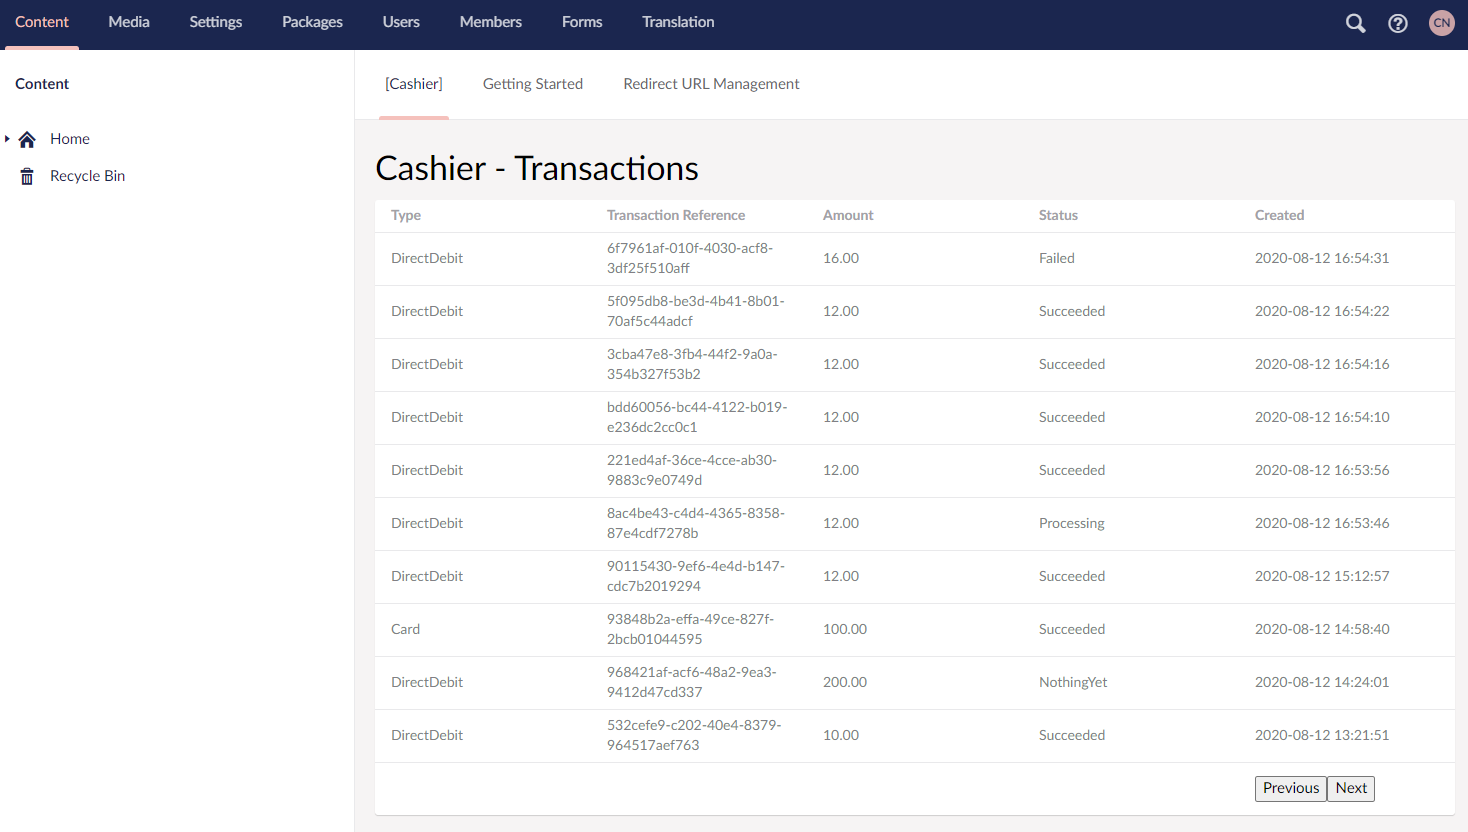 Content Media Settings Packages Users Members Forms Translation CN
Content
Home
Recycle Bin
[Cashier] Getting Started Redirect URL Management
Cashier - Transactions
Type Transaction Reference Amount Status Created
DirectDebit 6f7961af-010f-4030-acf8-
3df25f510aff 16.00 Failed 2020-08-12 16:54:31
DirectDebit 5f095db8-be3d-4b41-8b01-
70af5c44adcf 12.00 Succeeded 2020-08-12 16:54:22
DirectDebit 3cba47e8-3fb4-44f2-9a0a-
354b327f53b2 12.00 Succeeded 2020-08-12 16:54:16
DirectDebit bdd60056-bc44-4122-b019-
e236dc2cc0c1 12.00 Succeeded 2020-08-12 16:54:10
DirectDebit 221ed4af-36ce-4cce-ab30-
9883c9e0749d 12.00 Succeeded 2020-08-12 16:53:56
DirectDebit 8ac4be43-c4d4-4365-8358-
87e4cdf7278b 12.00 Processing 2020-08-12 16:53:46
DirectDebit 90115430-9ef6-4e4d-b147-
cdc7b2019294 12.00 Succeeded 2020-08-12 15:12:57
Card 93848b2a-effa-49ce-827f-
2bcb01044595 100.00 Succeeded 2020-08-12 14:58:40
DirectDebit 968421af-acf6-48a2-9ea3-
9412d47cd337 200.00 NothingYet 2020-08-12 14:24:01
DirectDebit 532cefe9-c202-40e4-8379-
964517aef763 10.00 Succeeded 2020-08-12 13:21:51
Previous Next